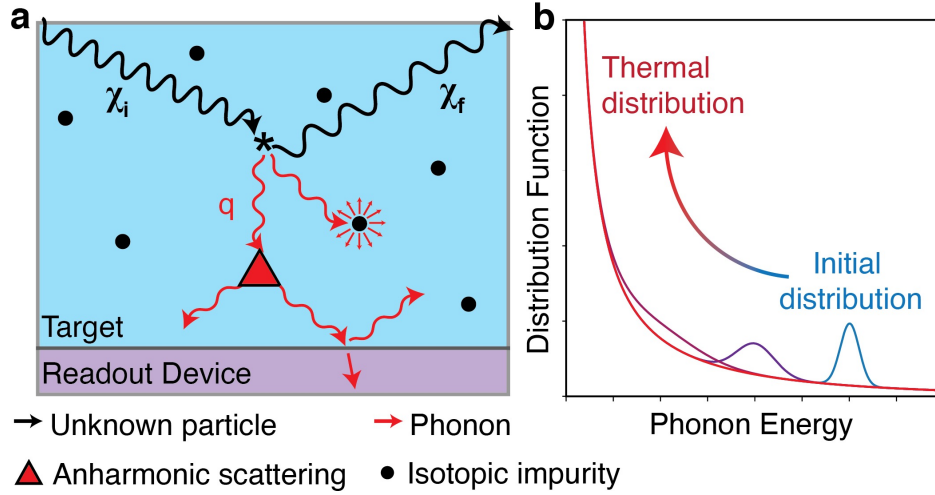 a
χi
χf
*
q
Target
Readout Device
Unknown particle
Phonon
Anharmonic scattering
Isotopic impurity
b
Distribution Function
Thermal
distribution
Initial
distribution
Phonon Energy